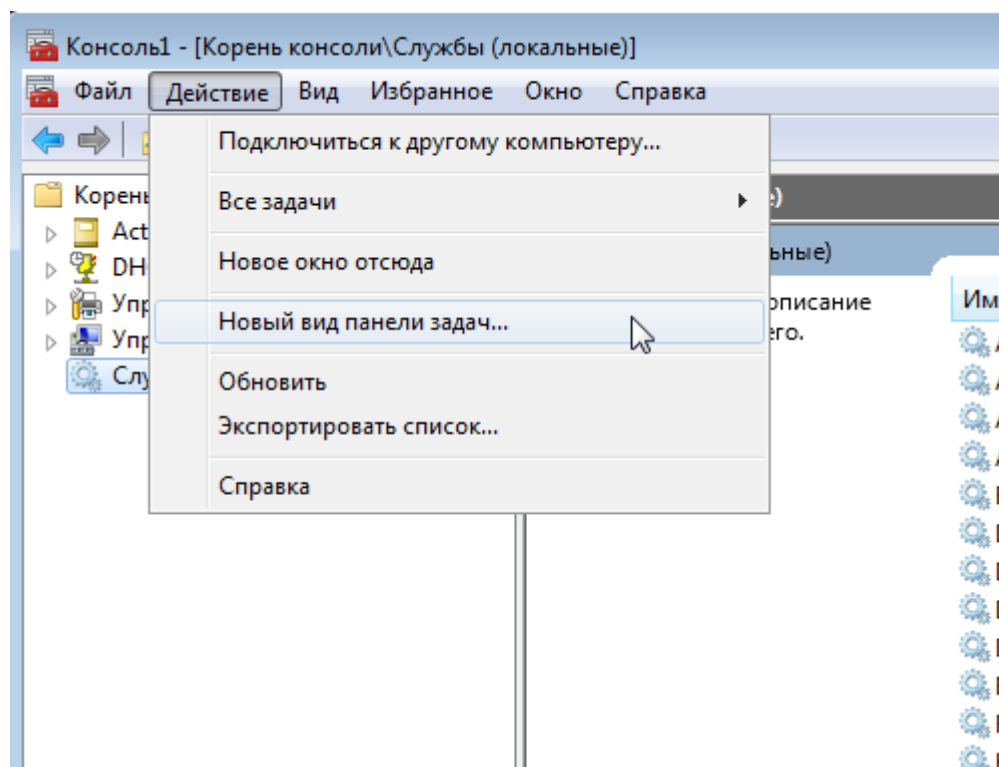 Консоль1 - [Корень консоли\Службы (локальные)]
Файл Действие Вид Избранное Окно Справка
Подключиться к другому компьютеру...
Все задачи
Новое окно отсюда
Новый вид панели задач...
Обновить
Экспортировать список...
Справка
Корень
Act
DH
Упр
Упр
Слу
ьные)
описание
его.
Им